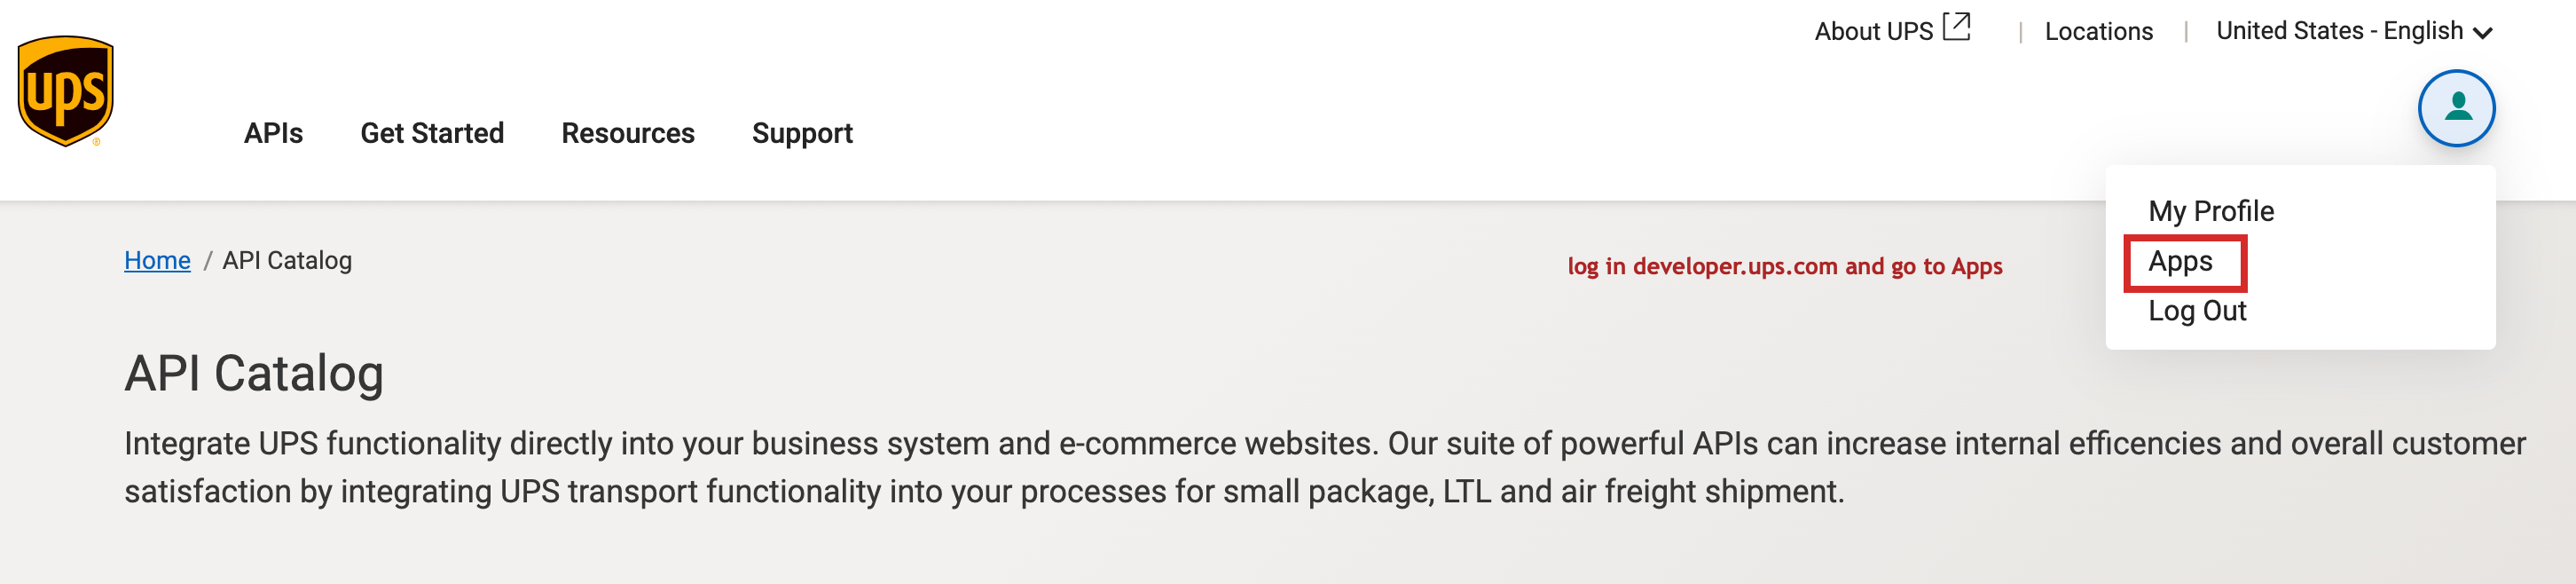 About UPS | Locations | United States - English
ups
APIs Get Started Resources Support
My Profile
Home / API Catalog
log in developer.ups.com and go to Apps
Apps
Log Out
API Catalog
Integrate UPS functionality directly into your business system and e-commerce websites. Our suite of powerful APIs can increase internal efficencies and overall customer
satisfaction by integrating UPS transport functionality into your processes for small package, LTL and air freight shipment.